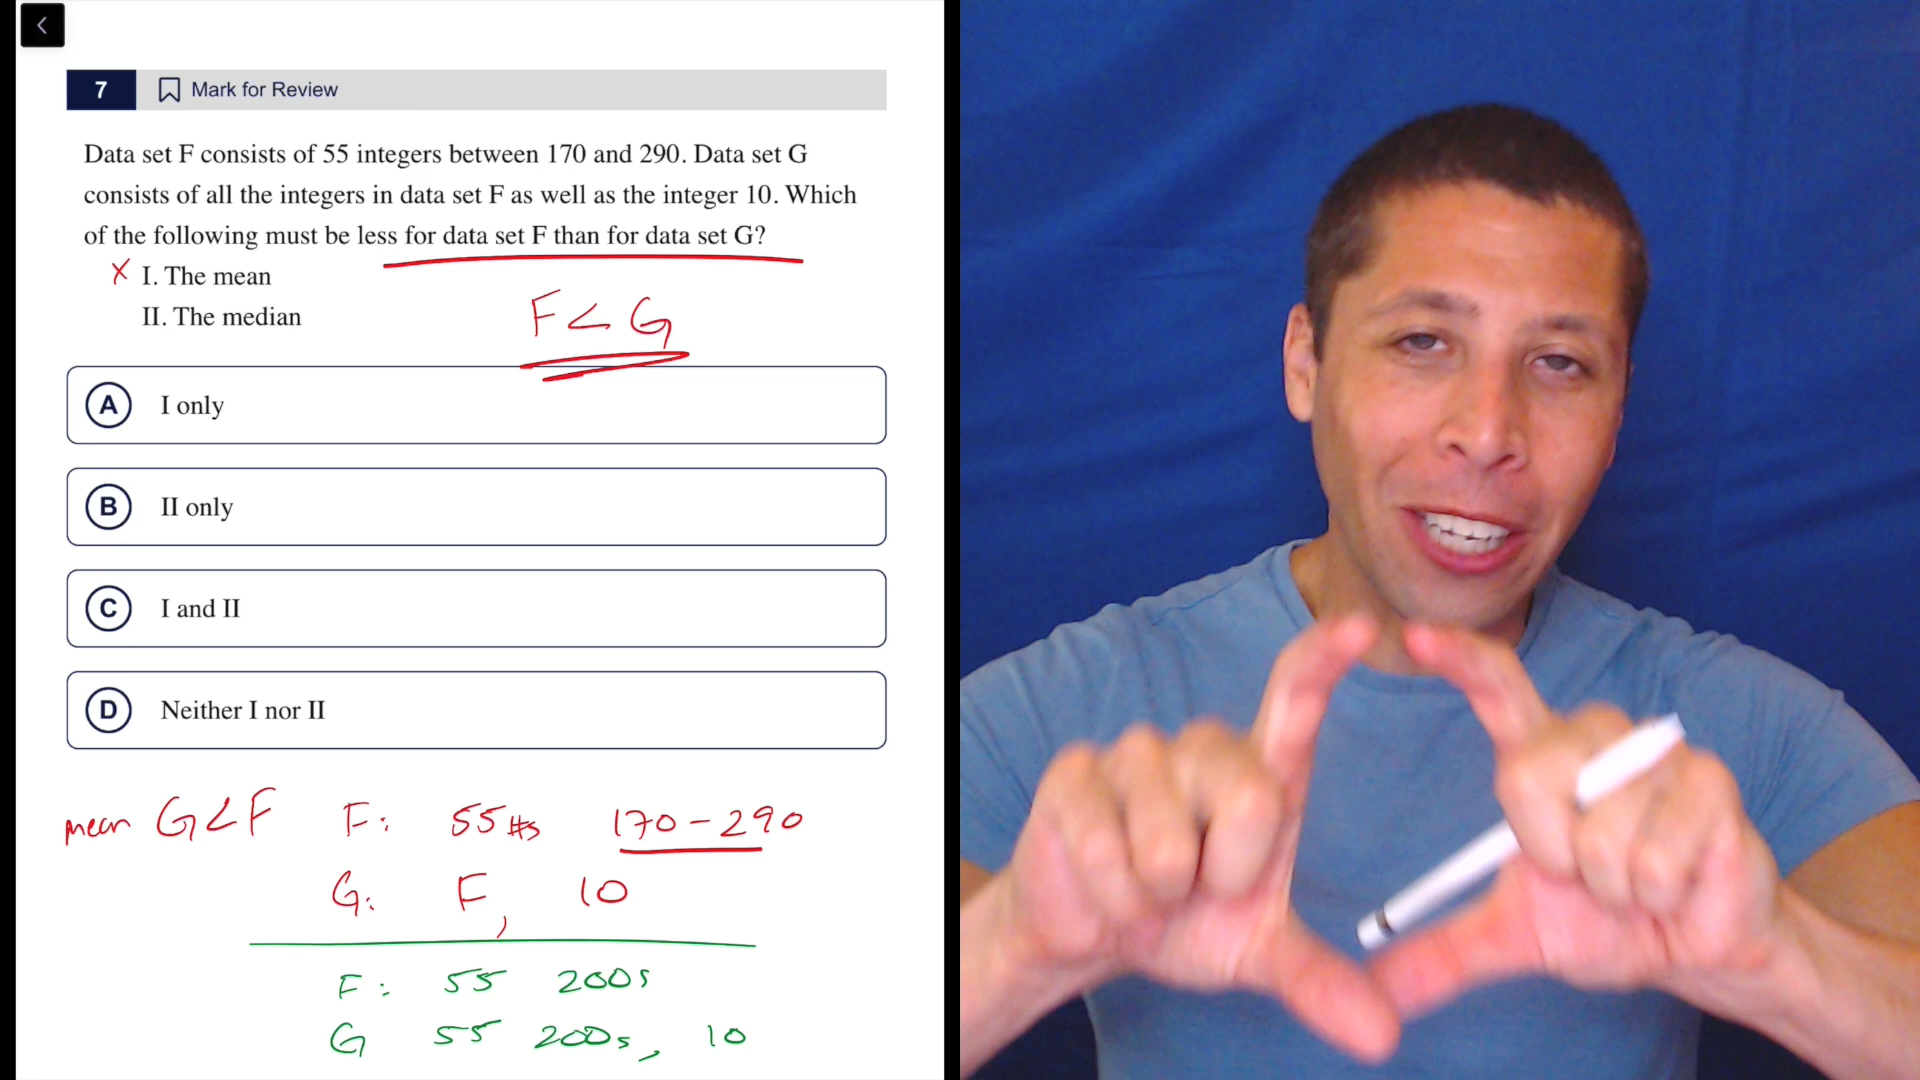 7 Mark for Review
Data set F consists of 55 integers between 170 and 290. Data set G
consists of all the integers in data set F as well as the integer 10. Which
of the following must be less for data set F than for data set G?
X I. The mean
II. The median
F < G
A I only
B II only
C I and II
D Neither I nor II
mean G<F F: 55 #s 170-290
G: F, 10
F: 55 200s
G 55 200s, 10